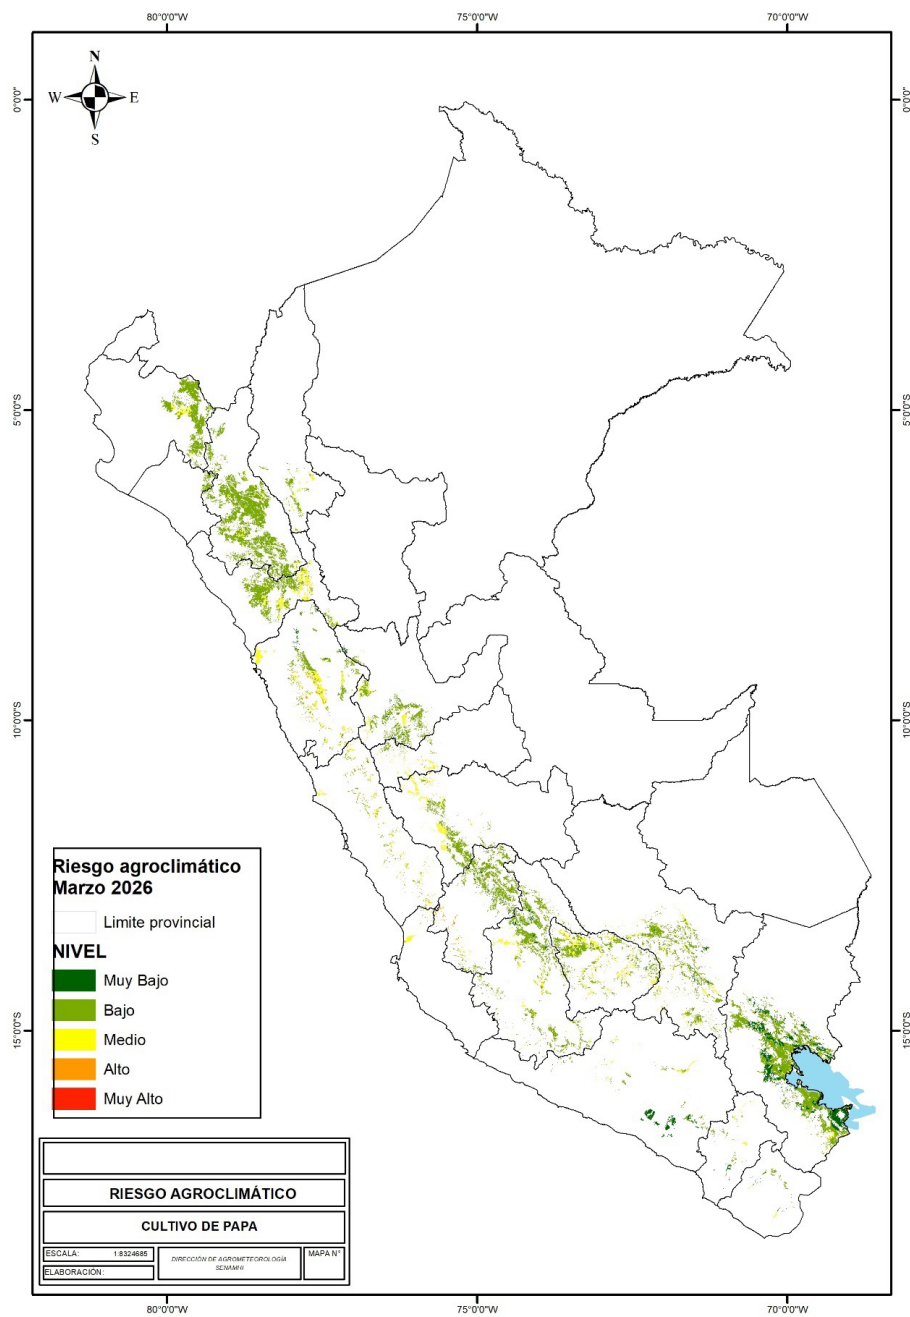 80°0'0"W 75°0'0"W 70°0'0"W
N
W E
S
0°0'0" 0°0'0"
5°0'0"S 5°0'0"S
10°0'0"S 10°0'0"S
15°0'0"S 15°0'0"S
Riesgo agroclimático
Marzo 2026
Limite provincial
NIVEL
Muy Bajo
Bajo
Medio
Alto
Muy Alto
RIESGO AGROCLIMÁTICO
CULTIVO DE PAPA
ESCALA: 1:8324685
ELABORACIÓN:
DIRECCIÓN DE AGROMETEOROLOGÍA
SENAMHI
MAPA N°
80°0'0"W 75°0'0"W 70°0'0"W